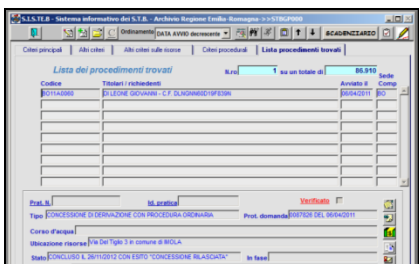 S.I.S.TE.B - Sistema informativo dei S.T.B. - Archivio Regione Emilia-Romagna->>STBGP000
Ordinamento DATA AVVIO decrescente SCADENZIARIO
Criteri principali Altri criteri Altri criteri sulle risorse Criteri procedurali Lista procedimenti trovati
Lista dei procedimenti trovati N.ro 1 su un totale di 86.910
Codice Titolari / richiedenti Avviato il Sede Comp
BO11A0060 DI LEONE GIOVANNI - C.F. 06/04/2011 BO
Prat. N. Id. pratica Verificato
Tipo CONCESSIONE DI DERIVAZIONE CON PROCEDURA ORDINARIA Prot. domanda 0087826 DEL 06/04/2011
Corso d'acqua
Ubicazione risorse Via Del Tiglo 3 in comune di IMOLA
Stato CONCLUSO IL 26/11/2012 CON ESITO "CONCESSIONE RILASCIATA" In fase